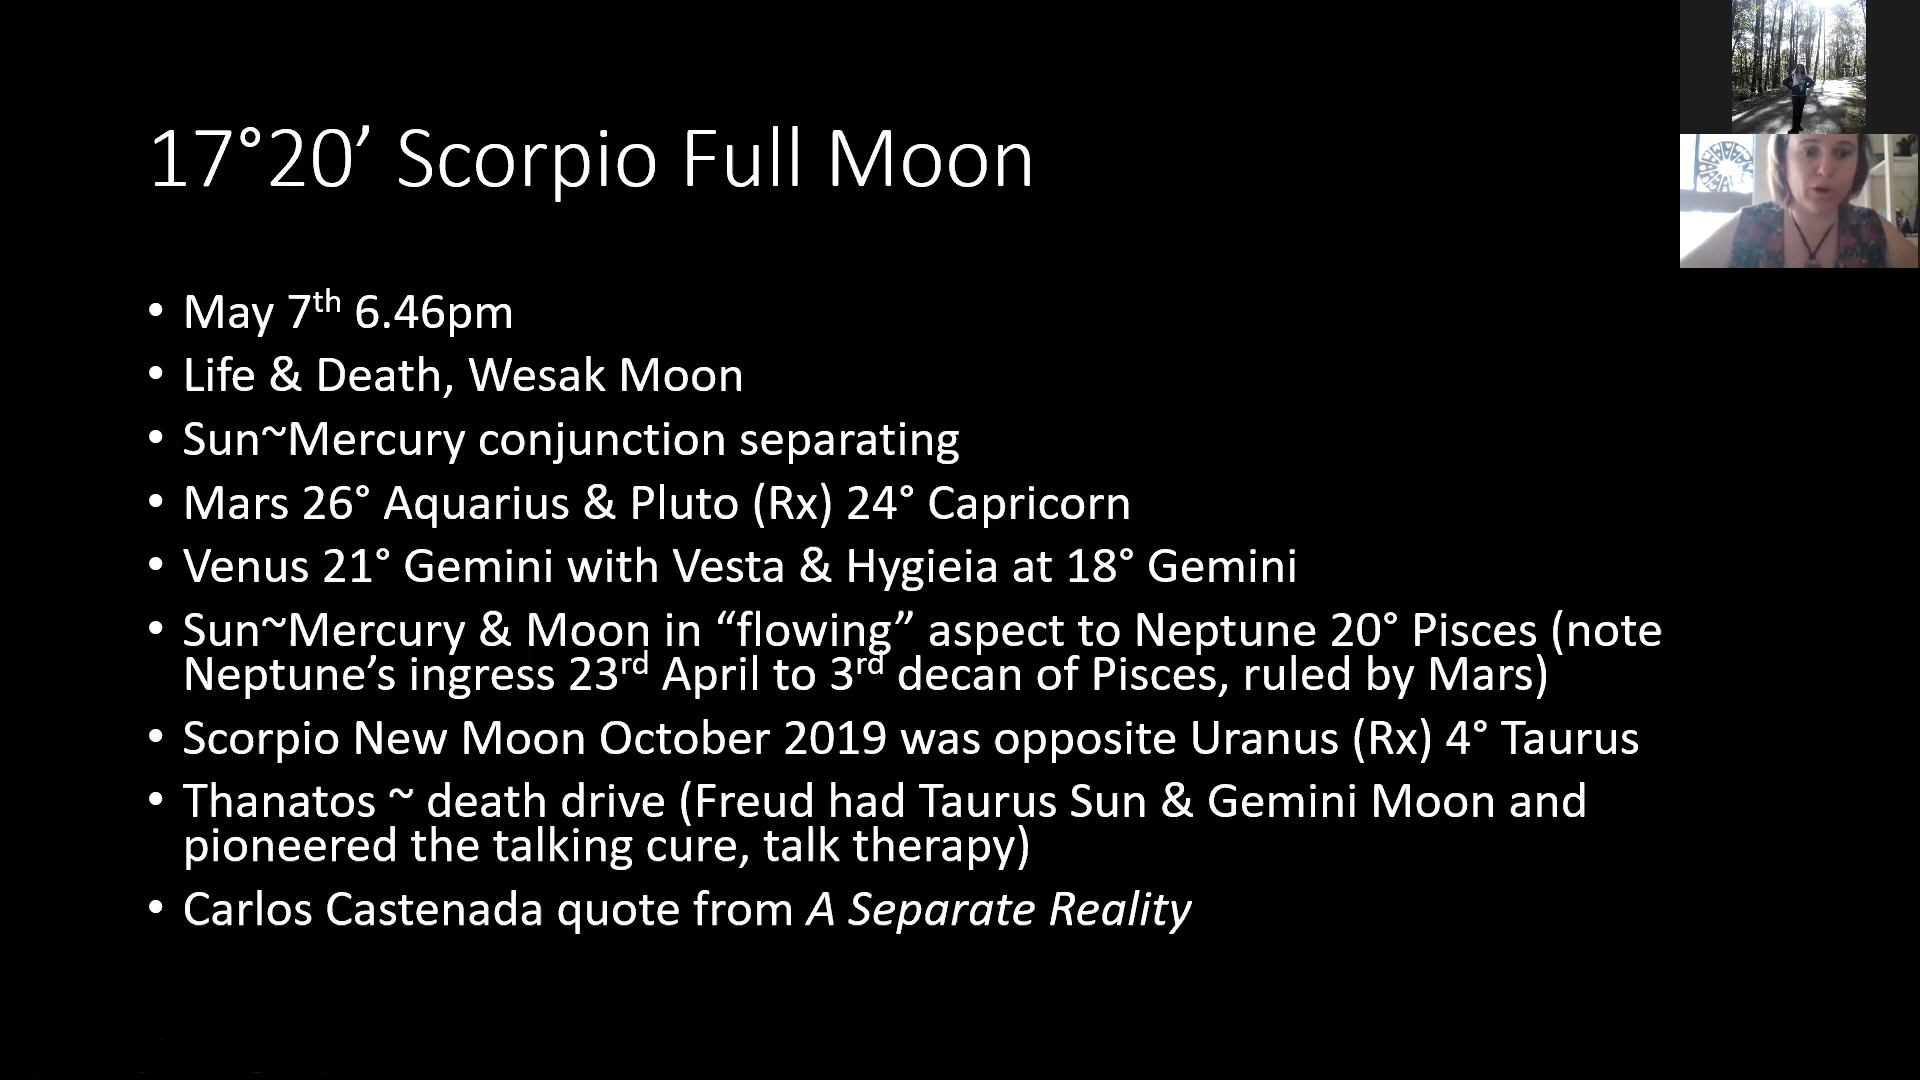 17°20’ Scorpio Full Moon
• May 7th 6.46pm
• Life & Death, Wesak Moon
• Sun~Mercury conjunction separating
• Mars 26° Aquarius & Pluto (Rx) 24° Capricorn
• Venus 21° Gemini with Vesta & Hygieia at 18° Gemini
• Sun~Mercury & Moon in “flowing” aspect to Neptune 20° Pisces (note
Neptune’s ingress 23rd April to 3rd decan of Pisces, ruled by Mars)
• Scorpio New Moon October 2019 was opposite Uranus (Rx) 4° Taurus
• Thanatos ~ death drive (Freud had Taurus Sun & Gemini Moon and
pioneered the talking cure, talk therapy)
• Carlos Castenada quote from A Separate Reality